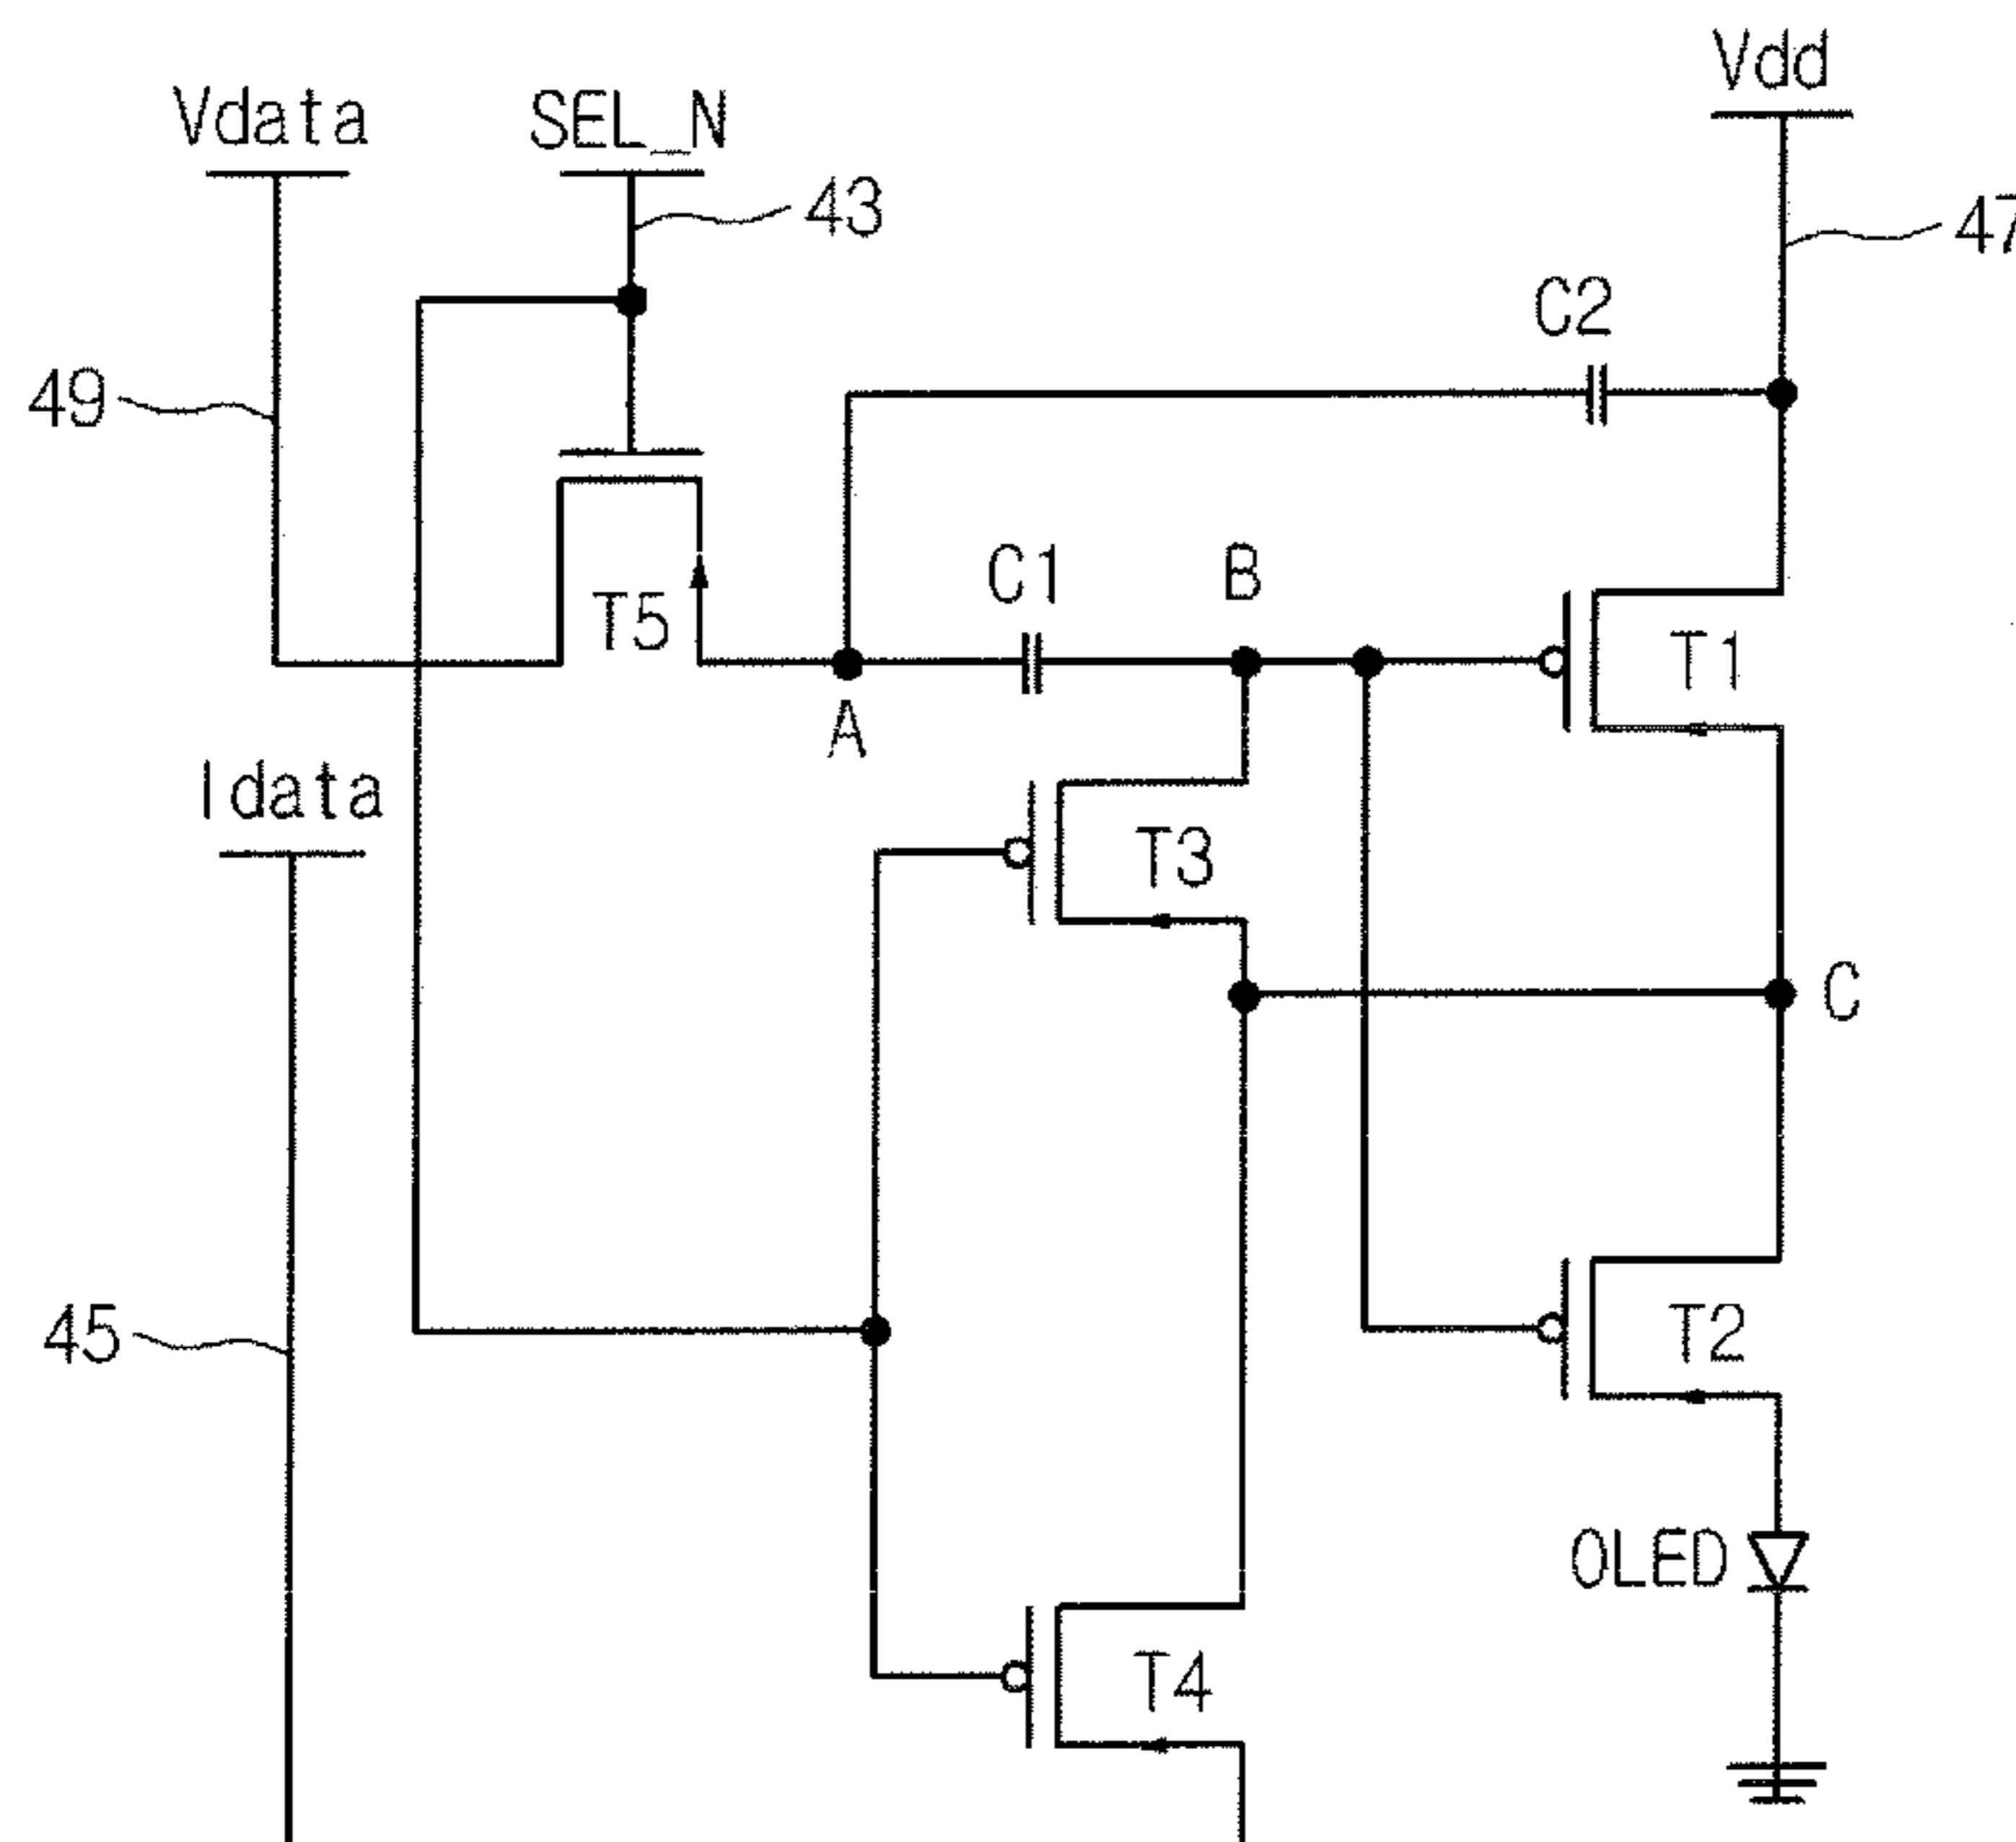 Vdd
Vdata
SEL_N
43
47
C2
49
C1
B
T5
T1
A
Idata
T3
C
45
T2
OLED
T4